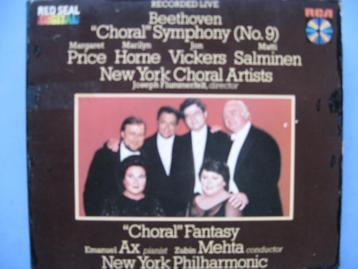 RECORDED LIVE
RED SEAL
DIGITAL
RCA
Beethoven
"Choral" Symphony (No. 9)
Margaret Marilyn Jon Matti
Price Horne Vickers Salminen
New York Choral Artists
Joseph Flummerfelt, director
"Choral" Fantasy
Emanuel Ax pianist Zubin Mehta conductor
New York Philharmonic